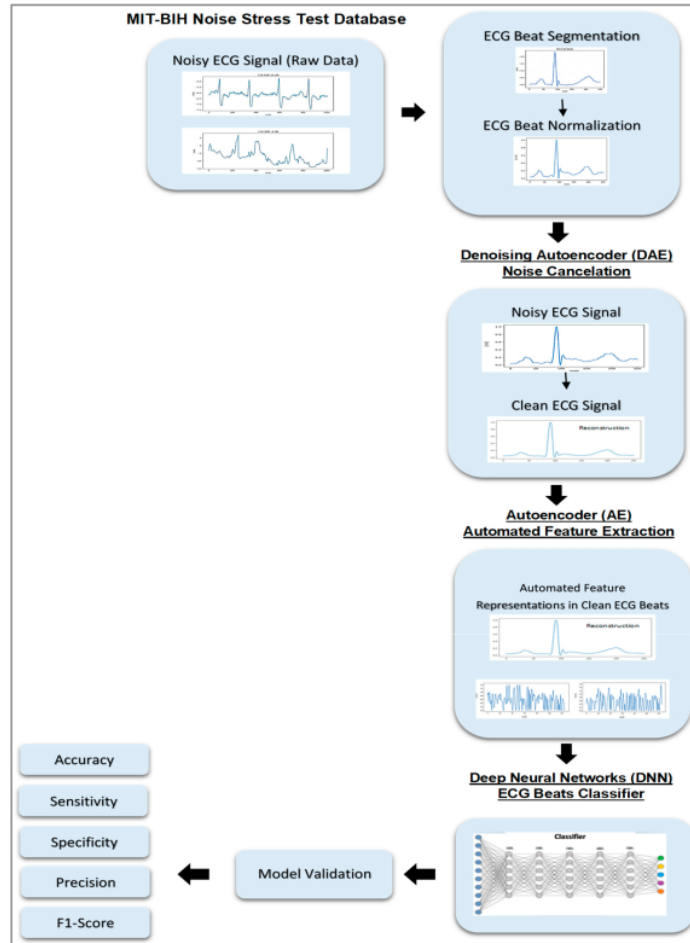 MIT-BIH Noise Stress Test Database
Noisy ECG Signal (Raw Data)
ECG Beat Segmentation
ECG Beat Normalization
Denoising Autoencoder (DAE)
Noise Cancelation
Noisy ECG Signal
Clean ECG Signal
Reconstruction
Autoencoder (AE)
Automated Feature Extraction
Automated Feature
Representations in Clean ECG Beats
Reconstruction
Deep Neural Networks (DNN)
ECG Beats Classifier
Classifier
Model Validation
Accuracy
Sensitivity
Specificity
Precision
F1-Score